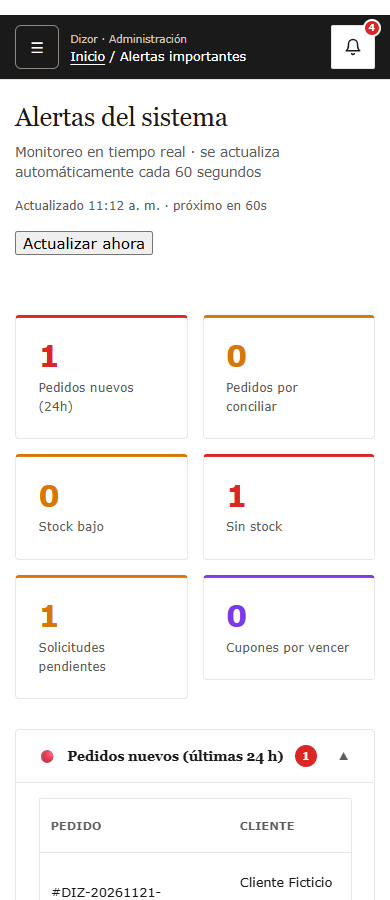 ☰
Dizor · Administración
Inicio / Alertas importantes
4
Alertas del sistema
Monitoreo en tiempo real · se actualiza
automáticamente cada 60 segundos
Actualizado 11:12 a. m. · próximo en 60s
Actualizar ahora
1
Pedidos nuevos
(24h)
0
Pedidos por
conciliar
0
Stock bajo
1
Sin stock
1
Solicitudes
pendientes
0
Cupones por vencer
Pedidos nuevos (últimas 24 h) 1 ▲
PEDIDO CLIENTE
Cliente Ficticio
#DIZ-20261121-